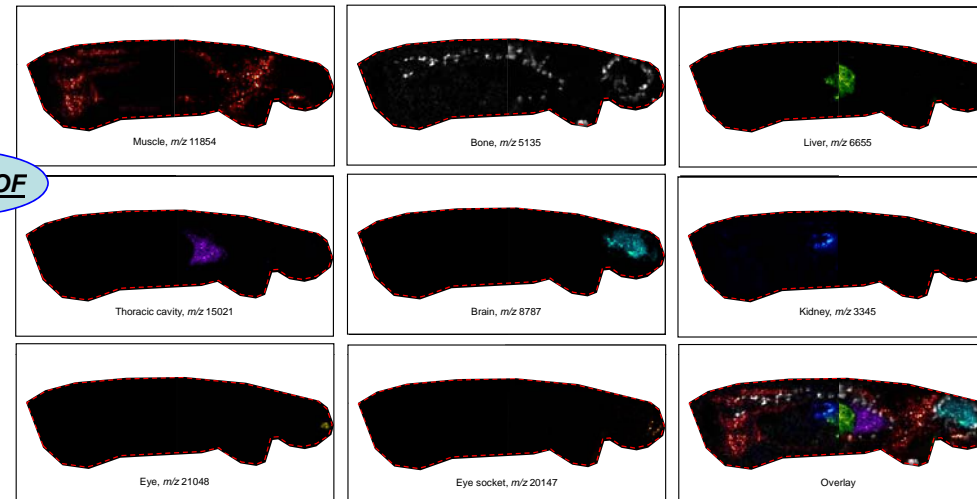 Muscle, m/z 11854
Bone, m/z 5135
Liver, m/z 6655
OF
Thoracic cavity, m/z 15021
Brain, m/z 8787
Kidney, m/z 3345
Eye, m/z 21048
Eye socket, m/z 20147
Overlay